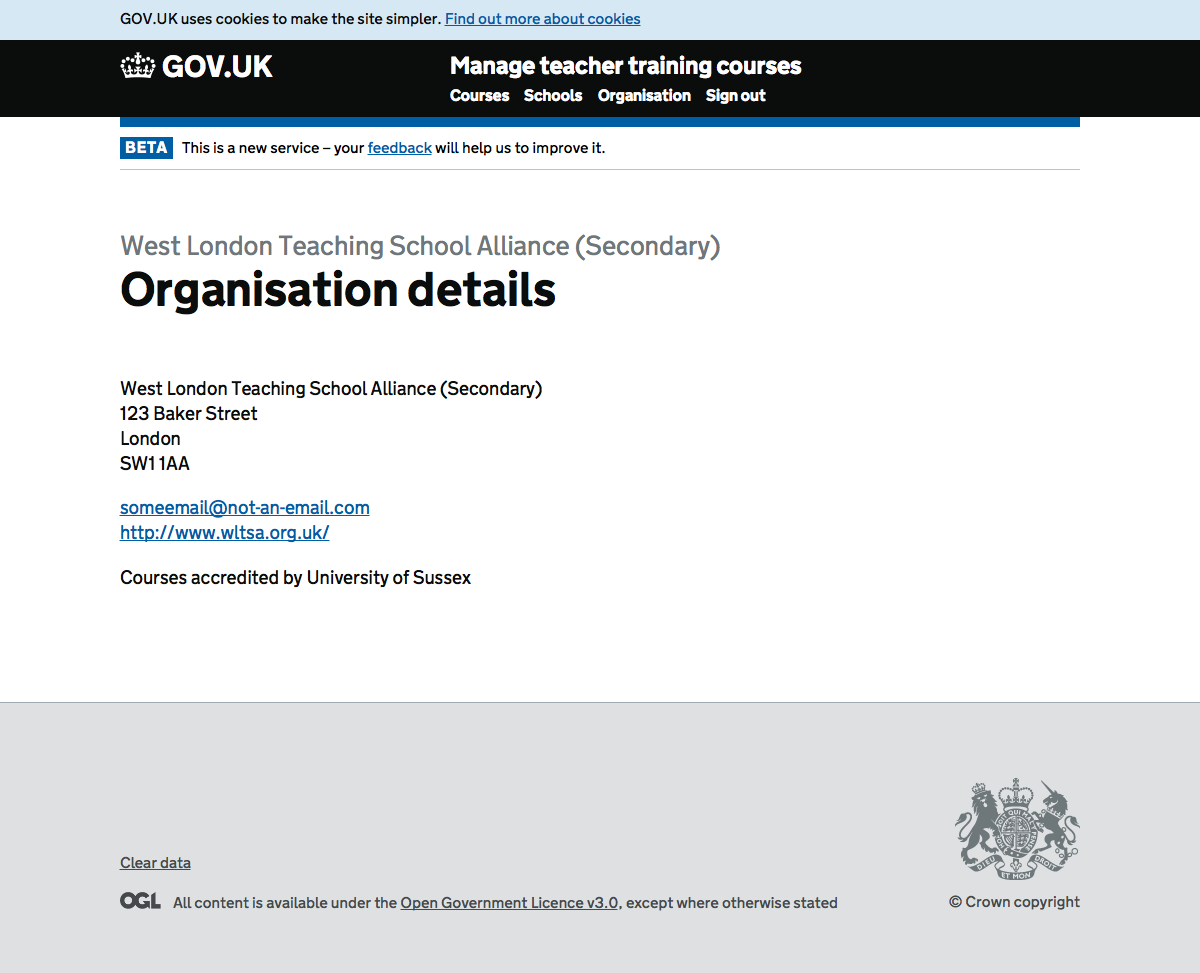 GOV.UK uses cookies to make the site simpler. Find out more about cookies
GOV.UK
Manage teacher training courses
Courses Schools Organisation Sign out
BETA This is a new service – your feedback will help us to improve it.
West London Teaching School Alliance (Secondary)
Organisation details
West London Teaching School Alliance (Secondary)
123 Baker Street
London
SW1 1AA
someemail@not-an-email.com
http://www.wltsa.org.uk/
Courses accredited by University of Sussex
Clear data
OGL All content is available under the Open Government Licence v3.0, except where otherwise stated
DIEU ET MON DROIT
© Crown copyright